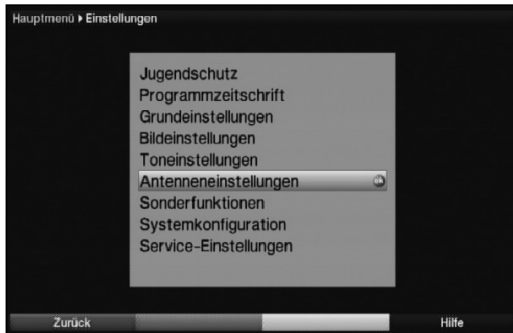 Hauptmenü ▸ Einstellungen
Jugendschutz
Programmzeitschrift
Grundeinstellungen
Bildeinstellungen
Toneinstellungen
Antenneneinstellungen
Sonderfunktionen
Systemkonfiguration
Service-Einstellungen
Zurück Hilfe